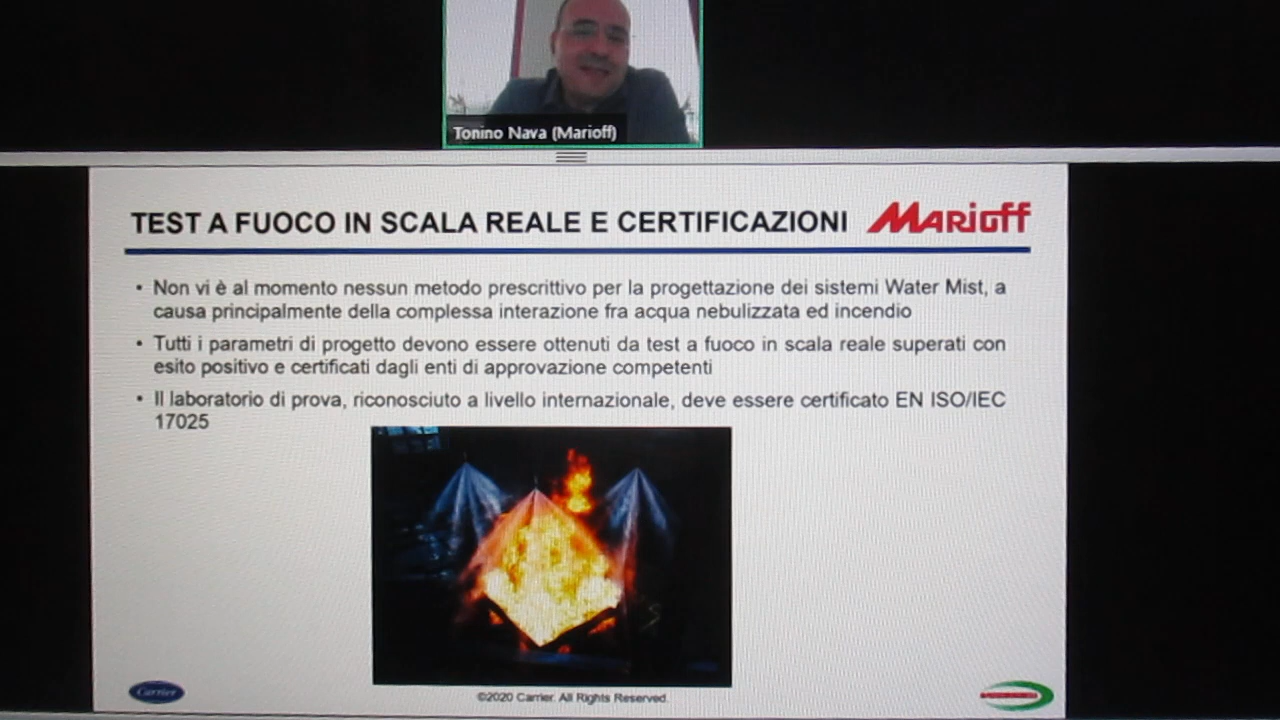 Tonino Nava (Marioff)
TEST A FUOCO IN SCALA REALE E CERTIFICAZIONI
MARiOff
• Non vi è al momento nessun metodo prescrittivo per la progettazione dei sistemi Water Mist, a
causa principalmente della complessa interazione fra acqua nebulizzata ed incendio
• Tutti i parametri di progetto devono essere ottenuti da test a fuoco in scala reale superati con
esito positivo e certificati dagli enti di approvazione competenti
• Il laboratorio di prova, riconosciuto a livello internazionale, deve essere certificato EN ISO/IEC
17025
Carrier
©2020 Carrier. All Rights Reserved.